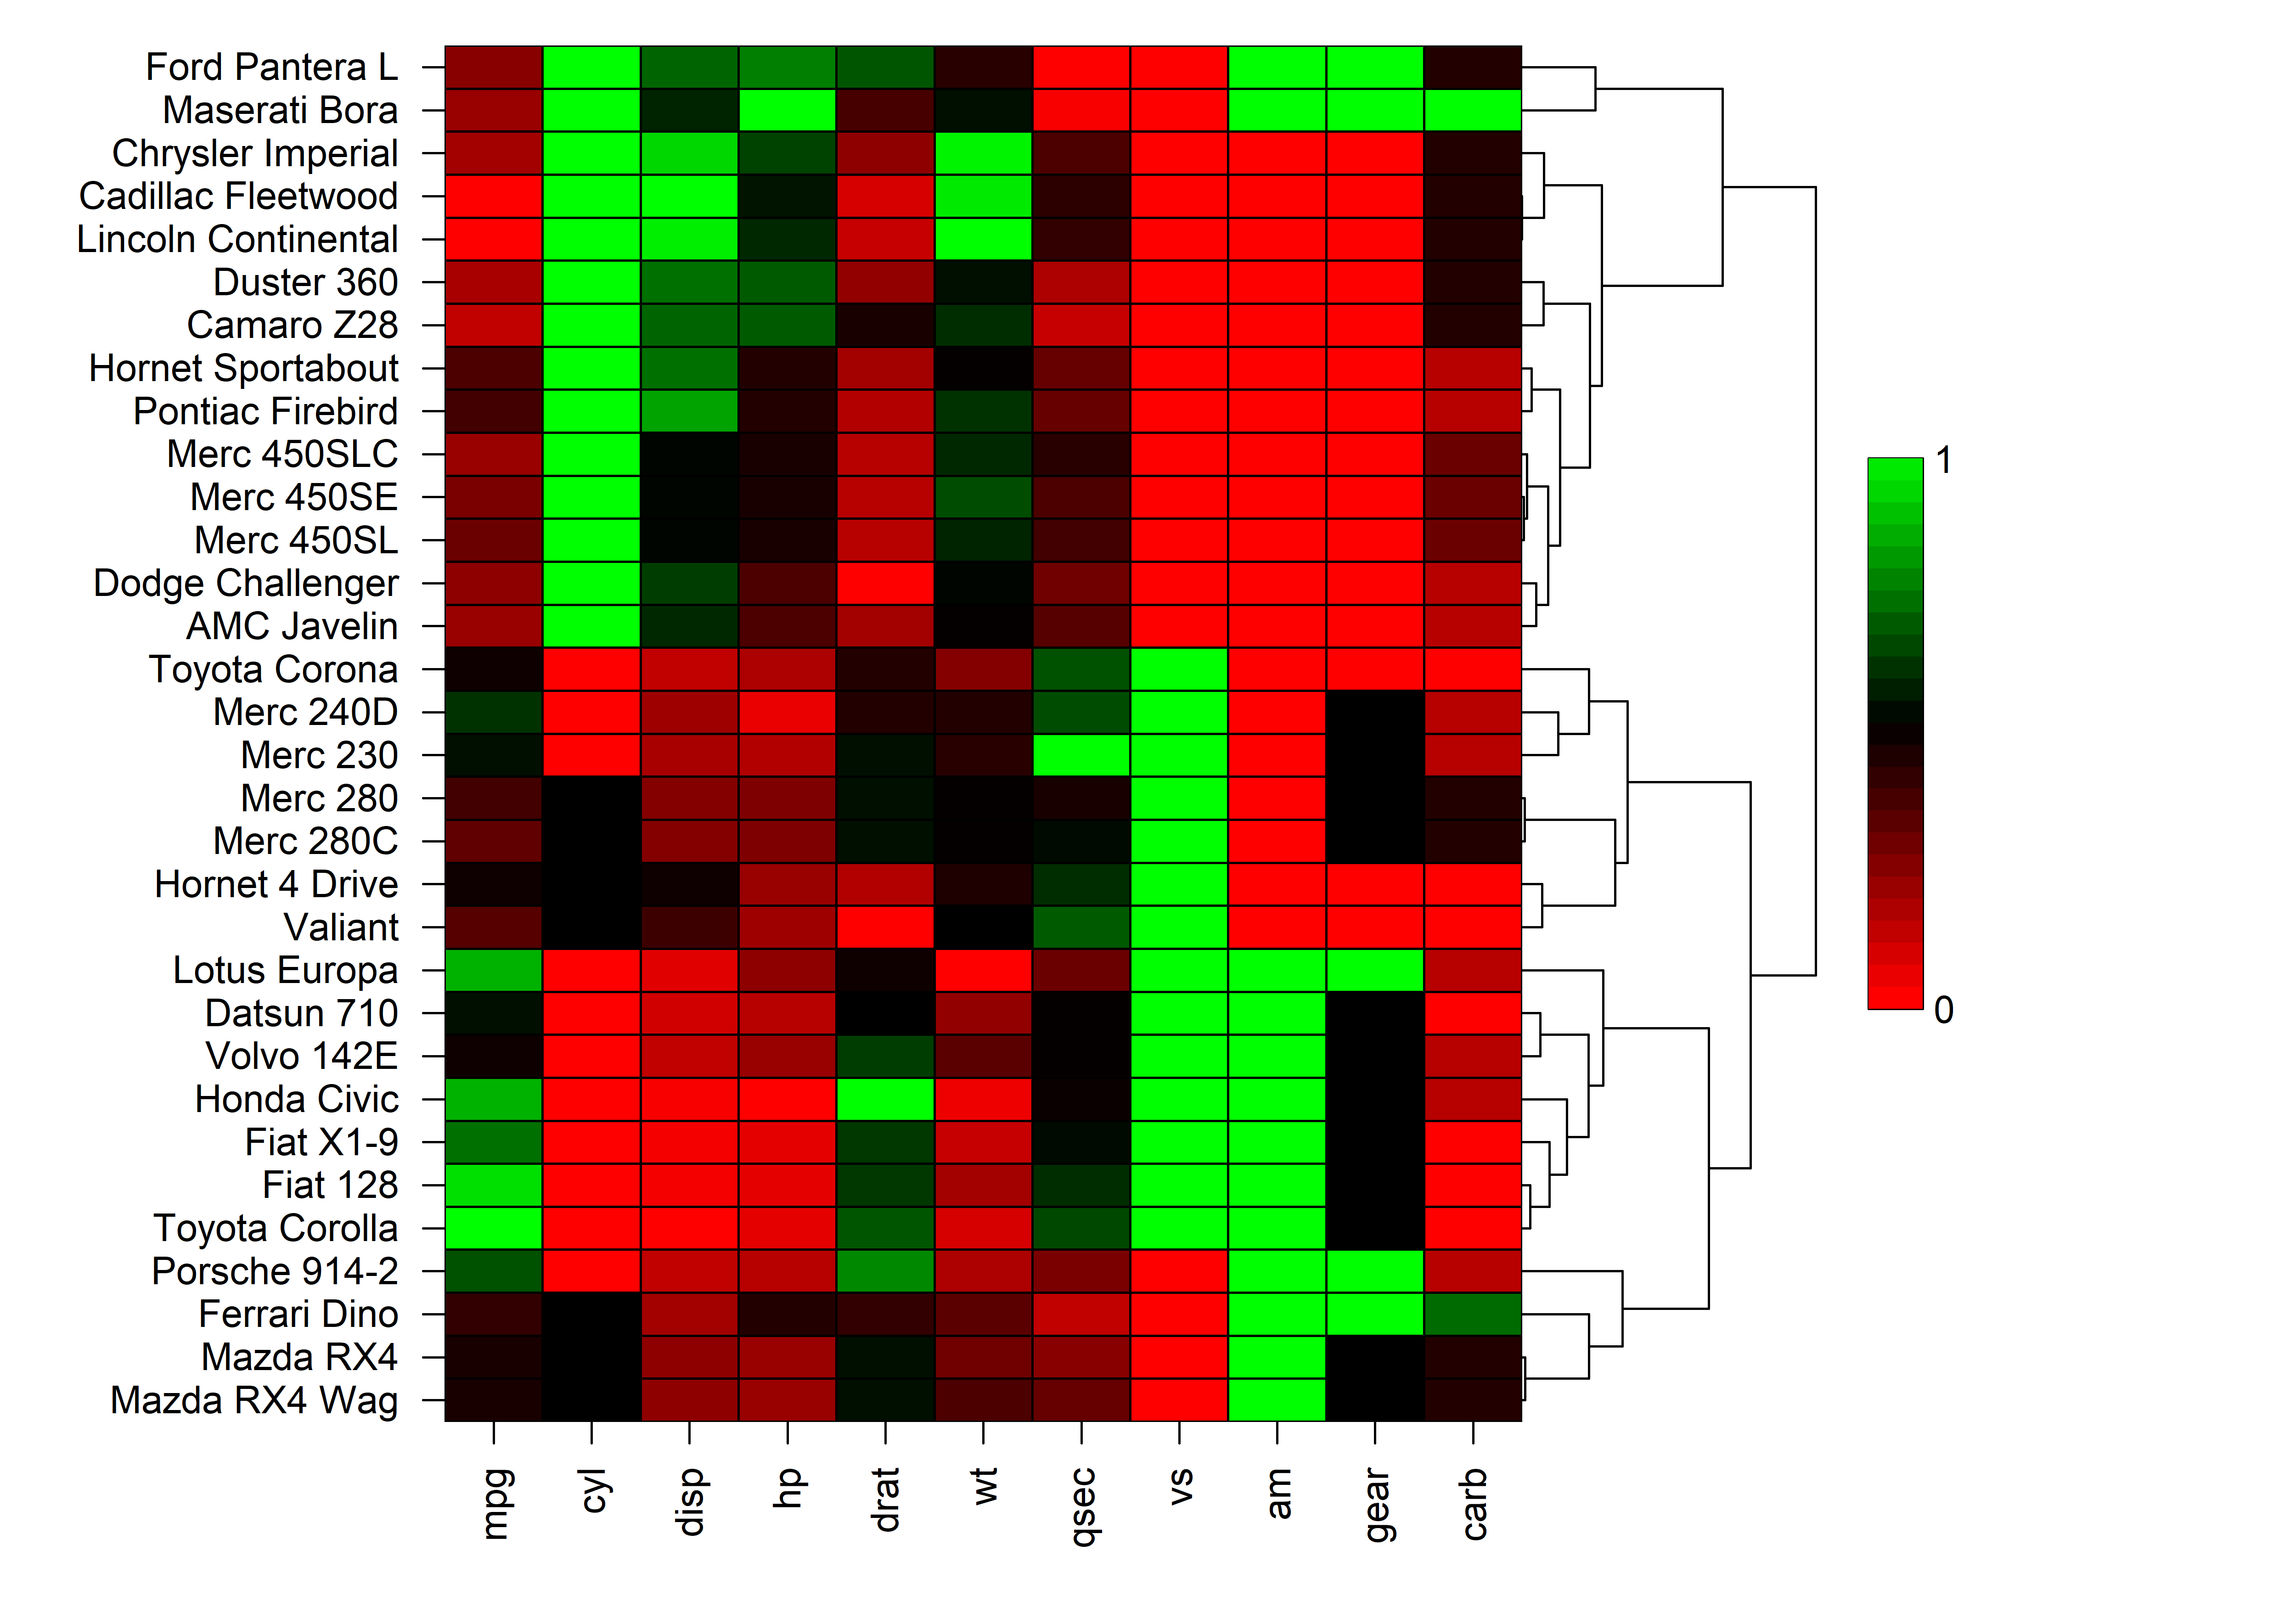 Ford Pantera L
Maserati Bora
Chrysler Imperial
Cadillac Fleetwood
Lincoln Continental
Duster 360
Camaro Z28
Hornet Sportabout
Pontiac Firebird
Merc 450SLC
Merc 450SE
Merc 450SL
Dodge Challenger
AMC Javelin
Toyota Corona
Merc 240D
Merc 230
Merc 280
Merc 280C
Hornet 4 Drive
Valiant
Lotus Europa
Datsun 710
Volvo 142E
Honda Civic
Fiat X1-9
Fiat 128
Toyota Corolla
Porsche 914-2
Ferrari Dino
Mazda RX4
Mazda RX4 Wag
mpg
cyl
disp
hp
drat
wt
qsec
vs
am
gear
carb
1
0